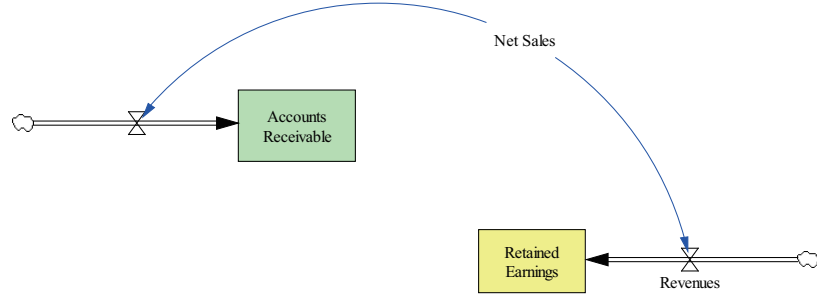 Net Sales
Accounts
Receivable
Retained
Earnings
Revenues